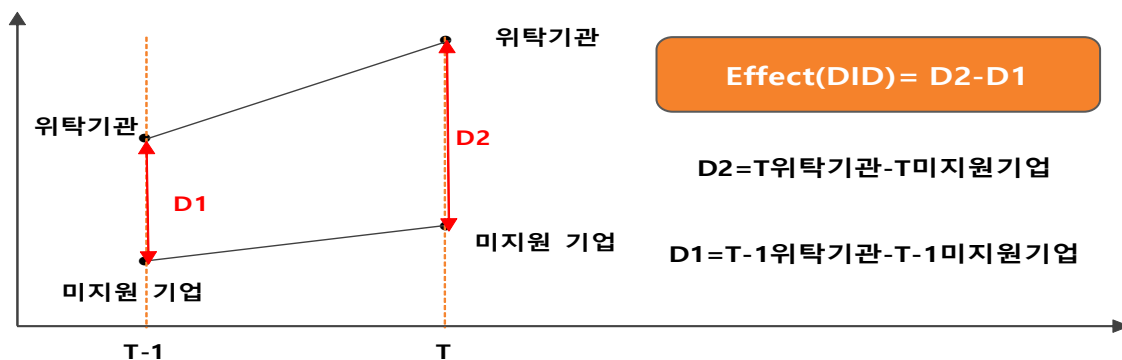 위탁기관
위탁기관
D1
D2
미지원 기업
미지원 기업
T-1
T
Effect(DID)= D2-D1
D2=T위탁기관-T미지원기업
D1=T-1위탁기관-T-1미지원기업